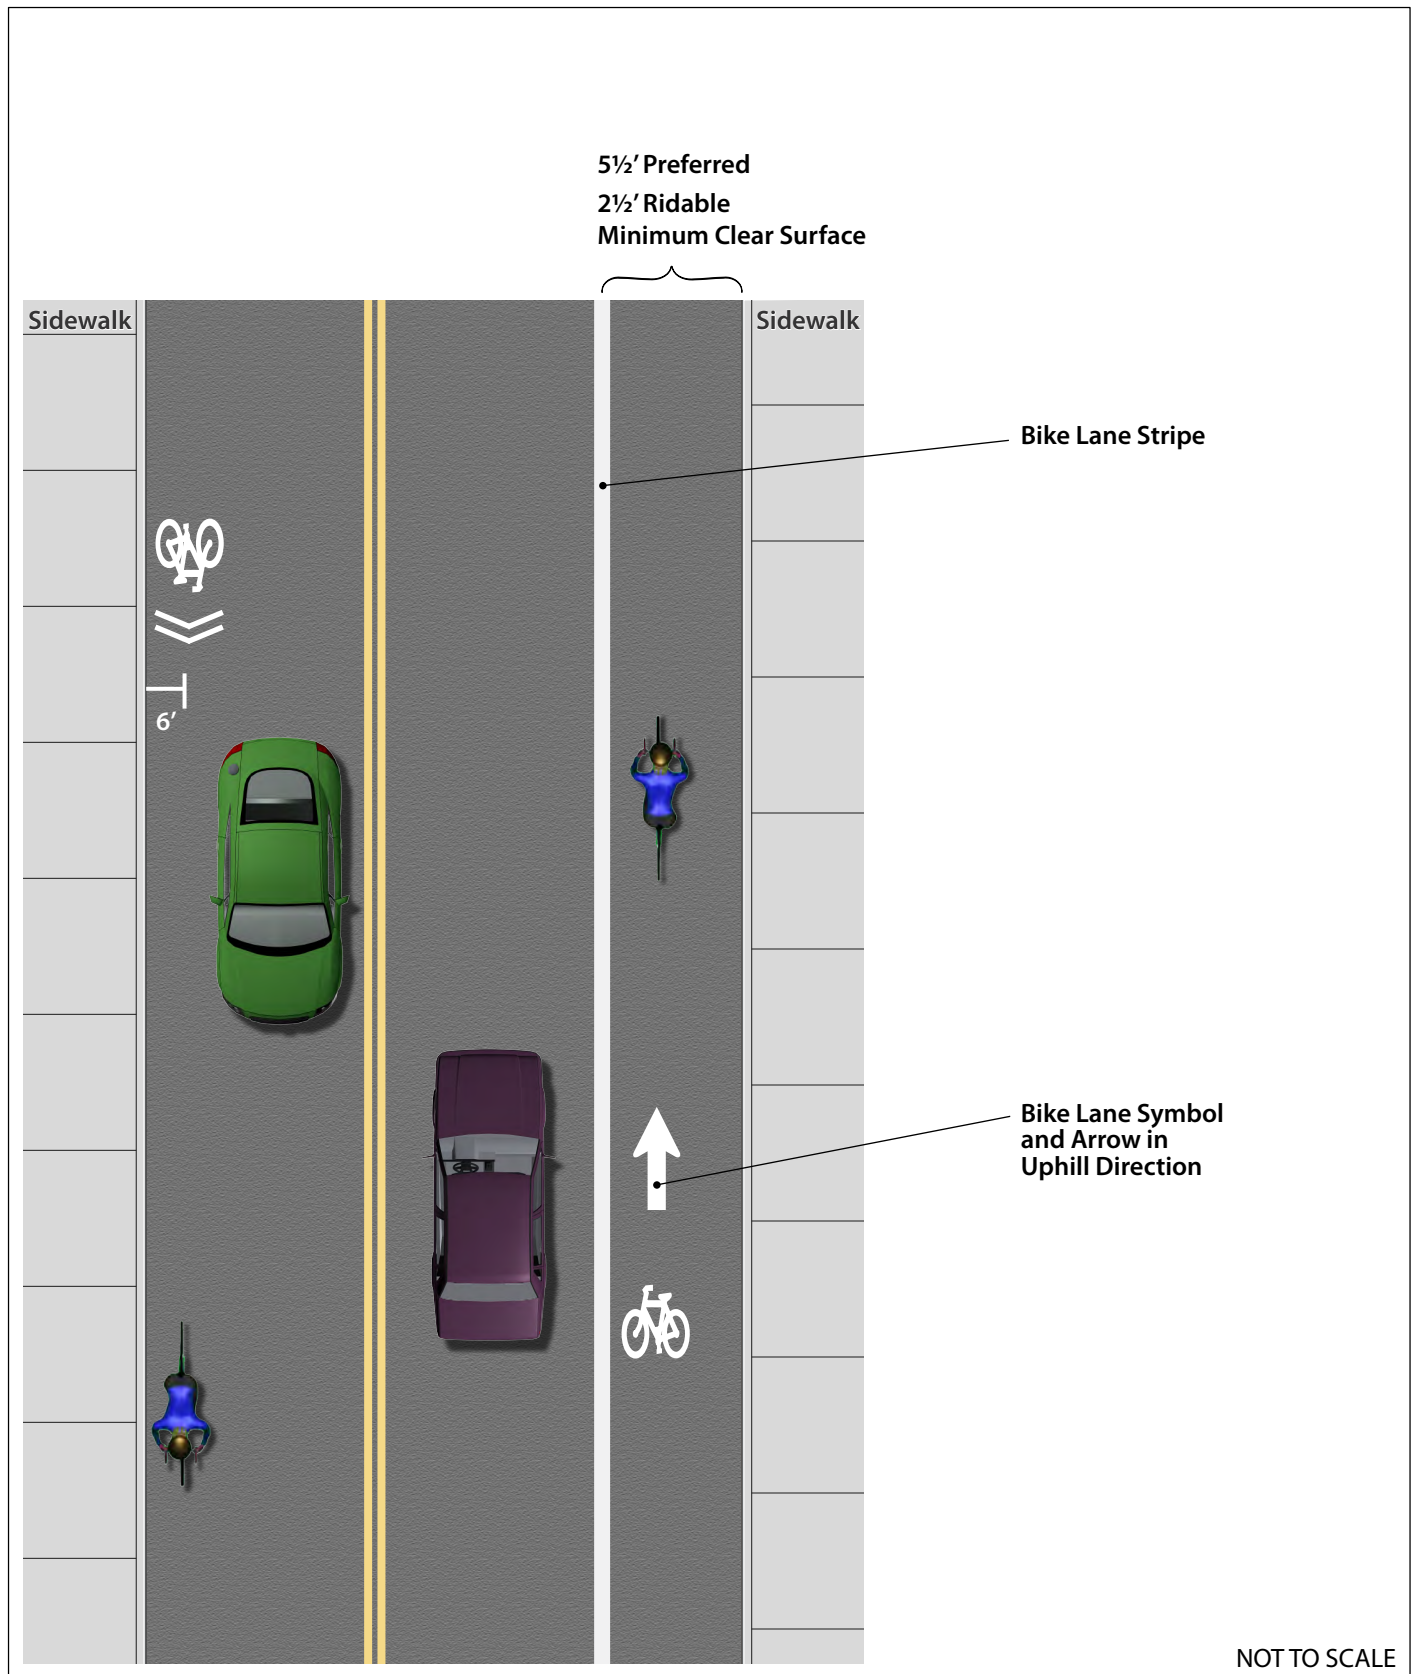 5½’ Preferred
2½’ Ridable
Minimum Clear Surface
Sidewalk
Sidewalk
Bike Lane Stripe
6’
Bike Lane Symbol
and Arrow in
Uphill Direction
NOT TO SCALE